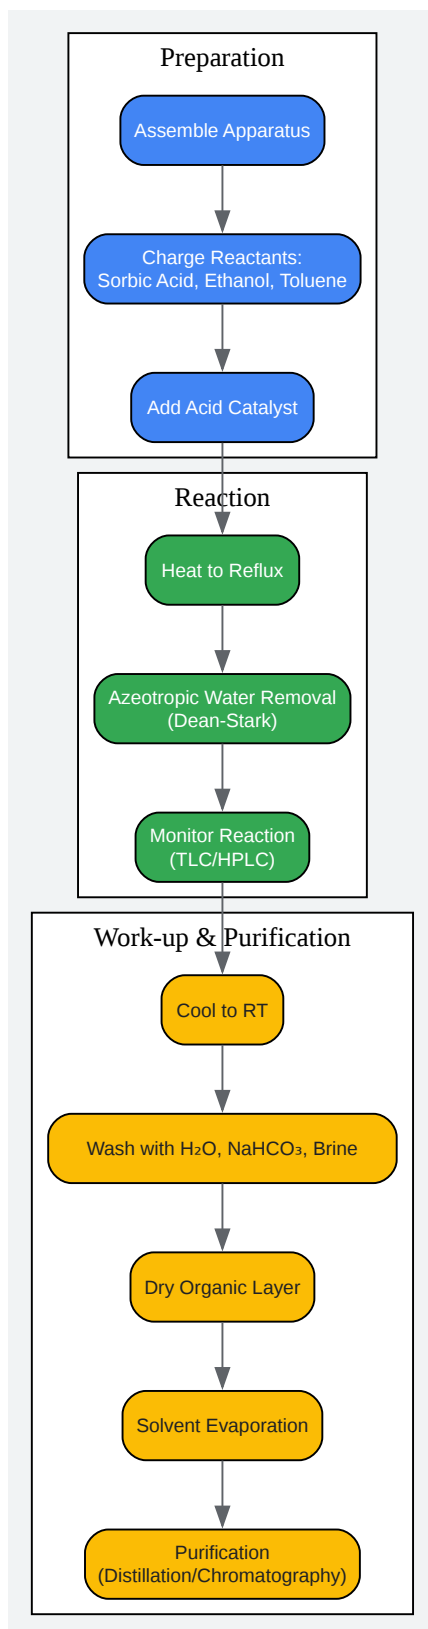 Preparation
Assemble Apparatus
Charge Reactants:
Sorbic Acid, Ethanol, Toluene
Add Acid Catalyst
Reaction
Heat to Reflux
Azeotropic Water Removal
(Dean-Stark)
Monitor Reaction
(TLC/HPLC)
Work-up & Purification
Cool to RT
Wash with H₂O, NaHCO₃, Brine
Dry Organic Layer
Solvent Evaporation
Purification
(Distillation/Chromatography)